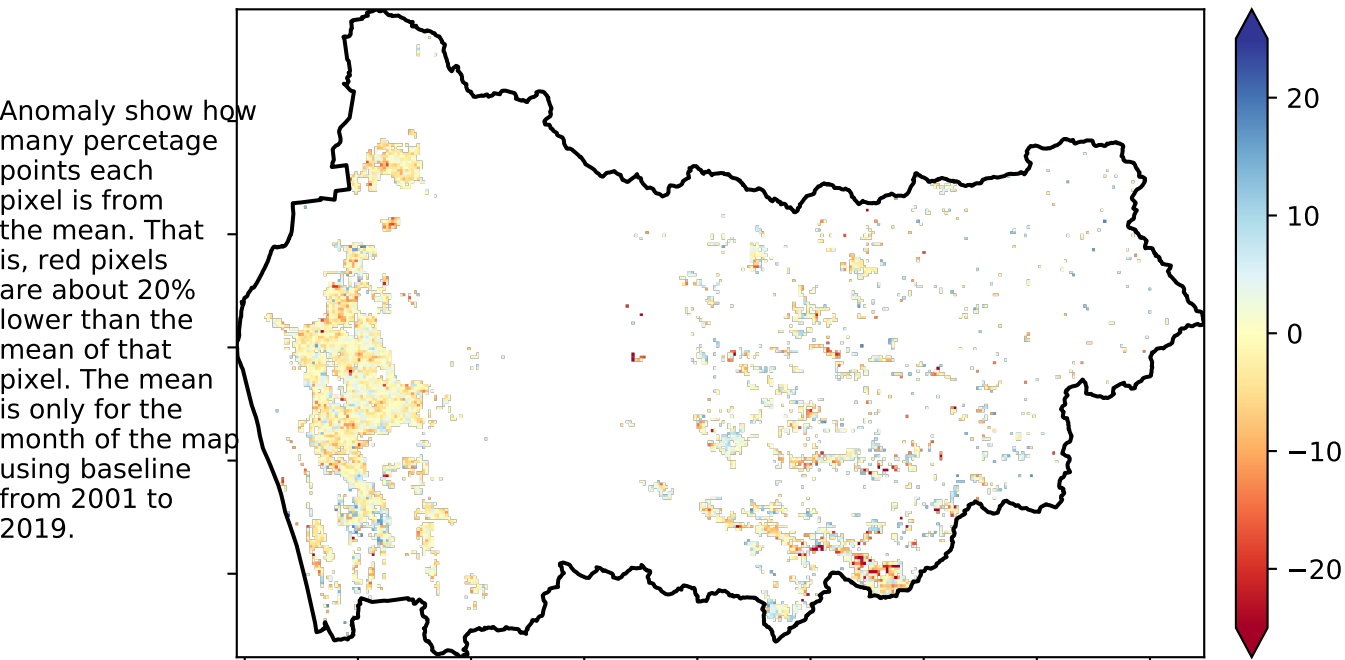 Anomaly show how
many percetage
points each
pixel is from
the mean. That
is, red pixels
are about 20%
lower than the
mean of that
pixel. The mean
is only for the
month of the map
using baseline
from 2001 to
2019.
20
10
0
−10
−20